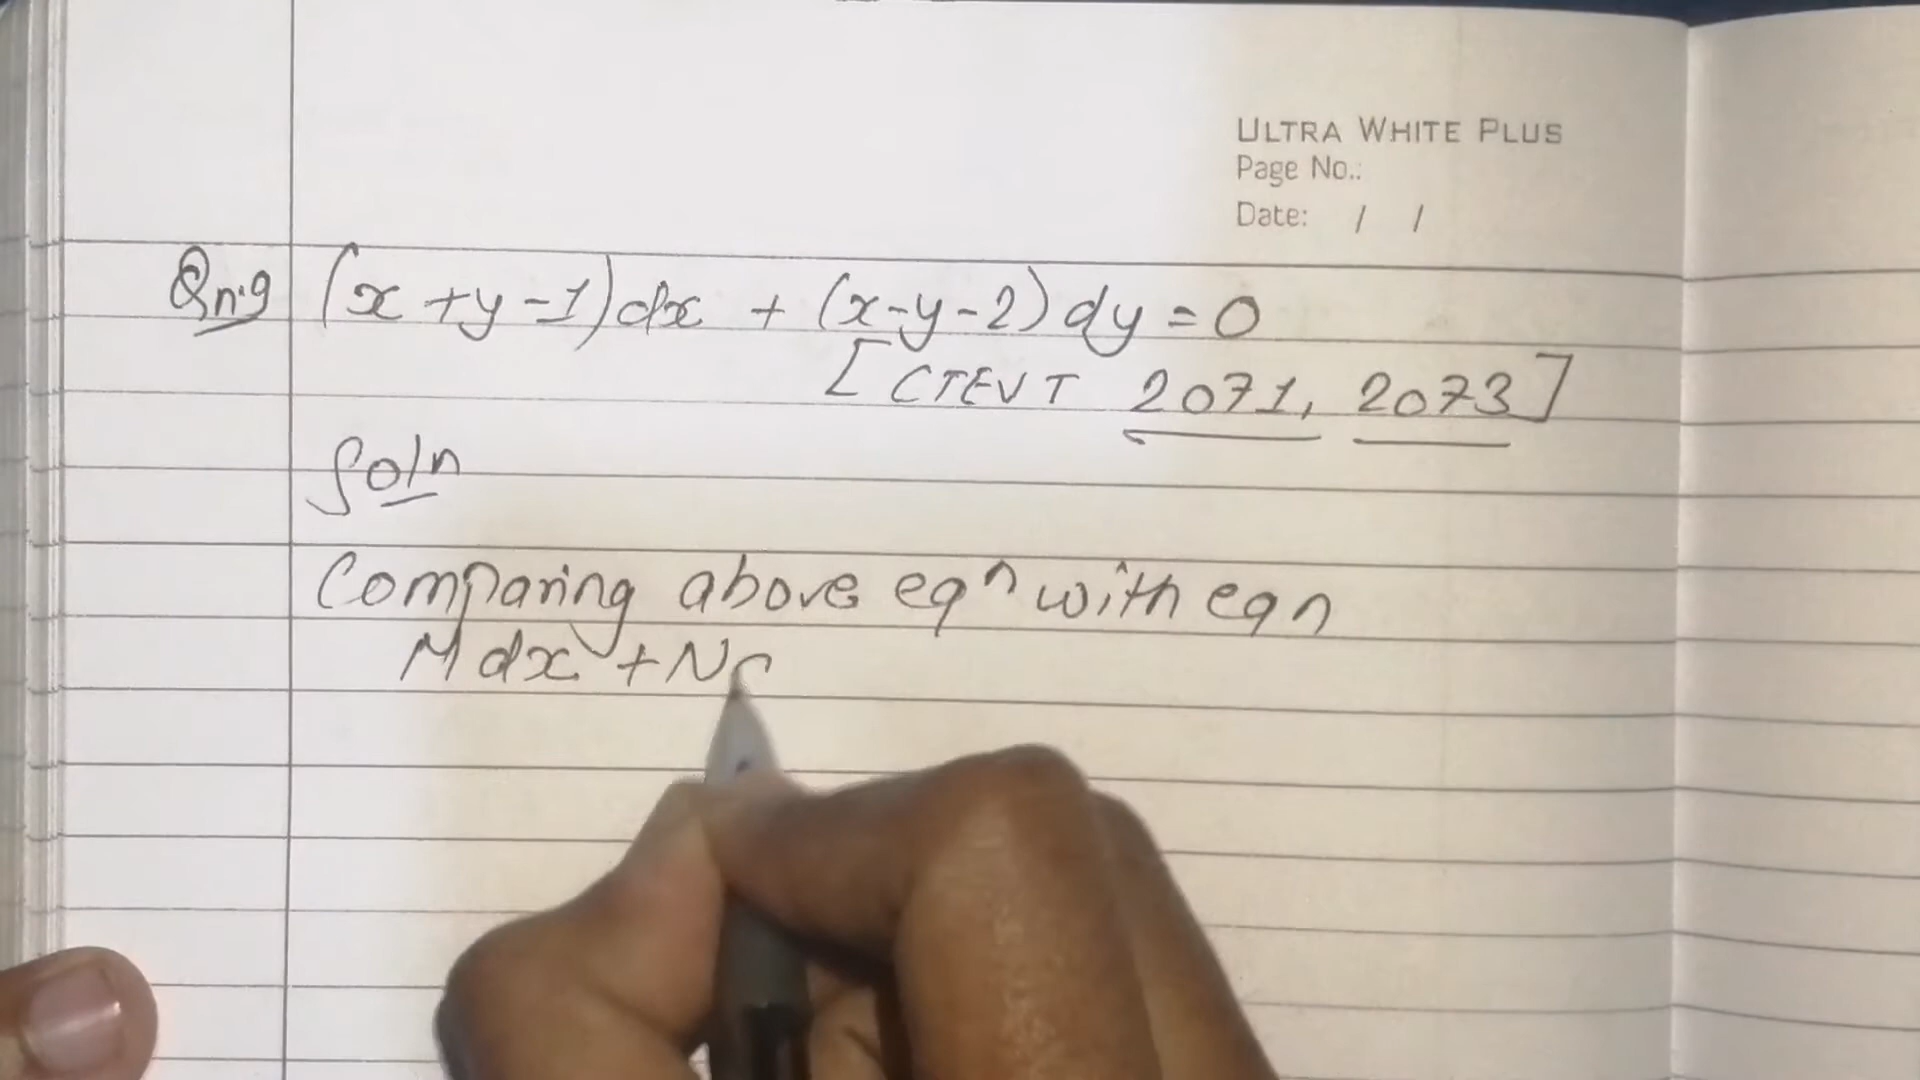 ULTRA WHITE PLUS
Page No.:
Date: / /
Qn.9 (x+y-1)dx + (x-y-2)dy=0
[CTEVT 2071, 2073]
Soln
Comparing above eqn with eqn
M dx + N